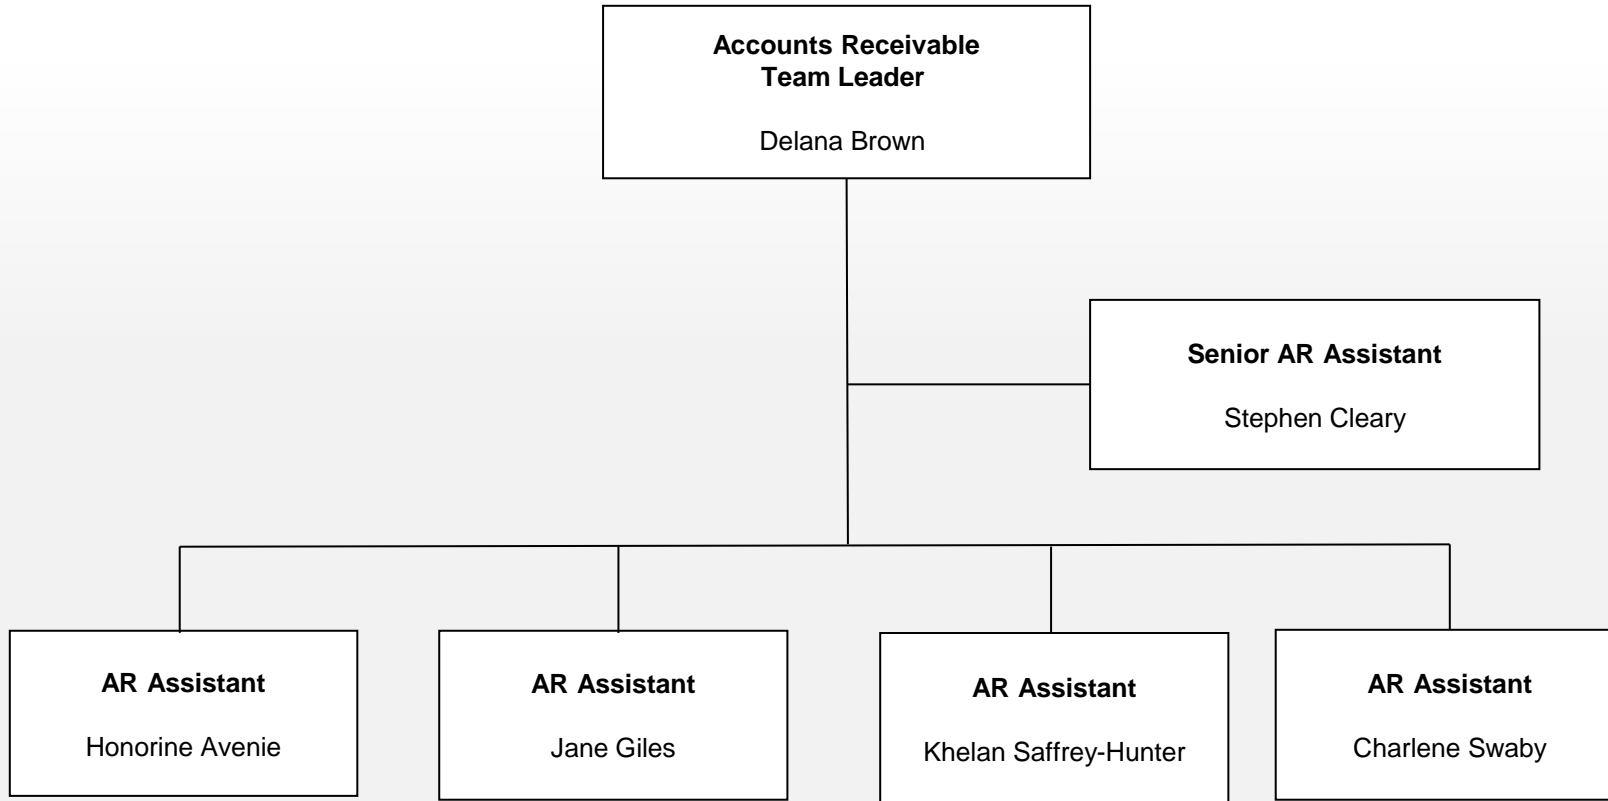 Accounts Receivable
Team Leader
Delana Brown
Senior AR Assistant
Stephen Cleary
AR Assistant
Honorine Avenie
AR Assistant
Jane Giles
AR Assistant
Khelan Saffrey-Hunter
AR Assistant
Charlene Swaby